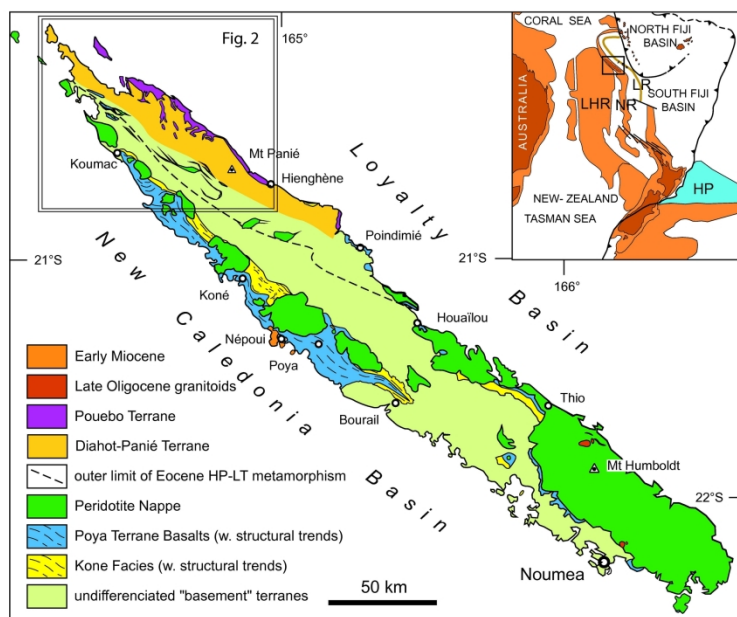 Fig. 2
165°
CORAL SEA
NORTH FIJI
BASIN
LR
SOUTH FIJI
BASIN
LHR
NR
AUSTRALIA
HP
NEW-ZEALAND
TASMAN SEA
Mt Panié
Koumac
Hienghène
Loyalty
Basin
Poindimié
21°S
21°S
166°
New Caledonia
Basin
Koné
Houaïlou
Népoui
Poya
Bourail
Thio
Mt Humboldt
22°S
Noumea
Early Miocene
Late Oligocene granitoids
Pouebo Terrane
Diahot-Panié Terrane
outer limit of Eocene HP-LT metamorphism
Peridotite Nappe
Poya Terrane Basalts (w. structural trends)
Kone Facies (w. structural trends)
undifferenciated "basement" terranes
50 km